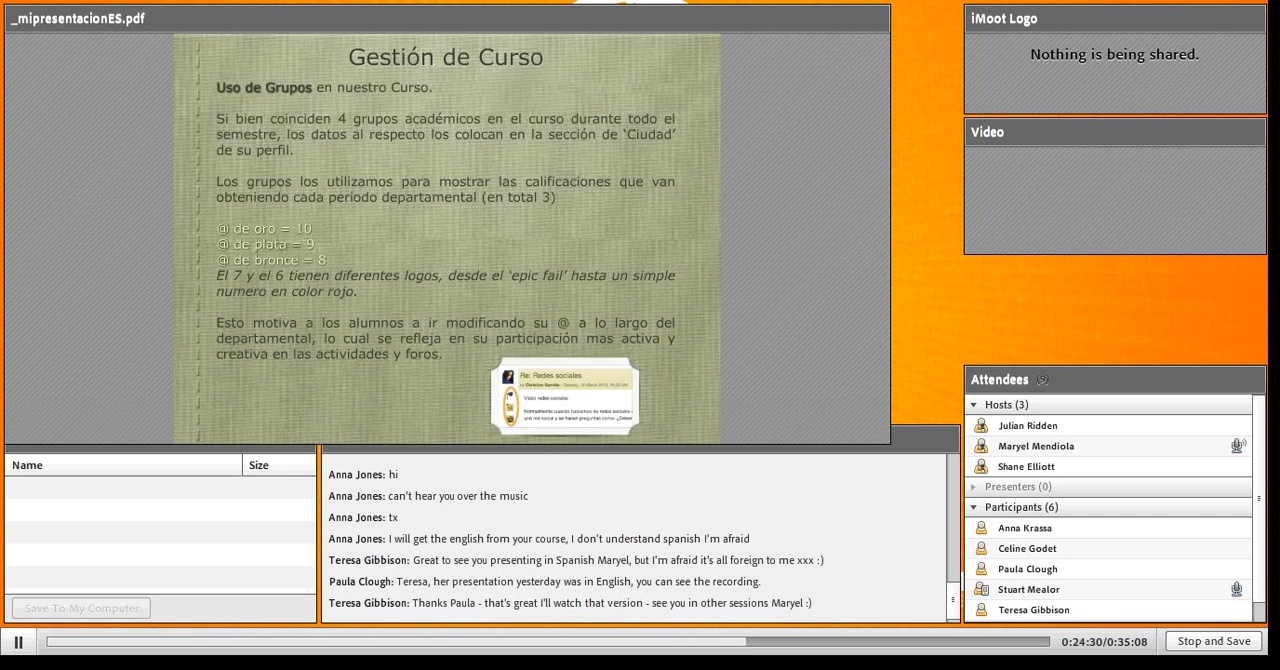 _mipresentacionES.pdf
Gestión de Curso
Uso de Grupos en nuestro Curso.
Si bien coinciden 4 grupos académicos en el curso durante todo el
semestre, los datos al respecto los colocan en la sección de ‘Ciudad’
de su perfil.
Los grupos los utilizamos para mostrar las calificaciones que van
obteniendo cada periodo departamental (en total 3)
@ de oro = 10
@ de plata = 9
@ de bronce = 8
El 7 y el 6 tienen diferentes logos, desde el ‘epic fail’ hasta un simple
numero en color rojo.
Esto motiva a los alumnos a ir modificando su @ a lo largo del
departamental, lo cual se refleja en su participación mas activa y
creativa en las actividades y foros.
Re: Redes sociales
Video redes sociales
iMoot Logo
Nothing is being shared.
Video
Attendees (9)
Hosts (3)
Julian Ridden
Maryel Mendiola
Shane Elliott
Presenters (0)
Participants (6)
Anna Krassa
Celine Godet
Paula Clough
Stuart Mealor
Teresa Gibbison
Name Size
Save To My Computer
Anna Jones: hi
Anna Jones: can't hear you over the music
Anna Jones: tx
Anna Jones: I will get the english from your course, I don't understand spanish I'm afraid
Teresa Gibbison: Great to see you presenting in Spanish Maryel, but I'm afraid it's all foreign to me xxx :)
Paula Clough: Teresa, her presentation yesterday was in English, you can see the recording.
Teresa Gibbison: Thanks Paula - that's great I'll watch that version - see you in other sessions Maryel :)
0:24:30/0:35:08
Stop and Save